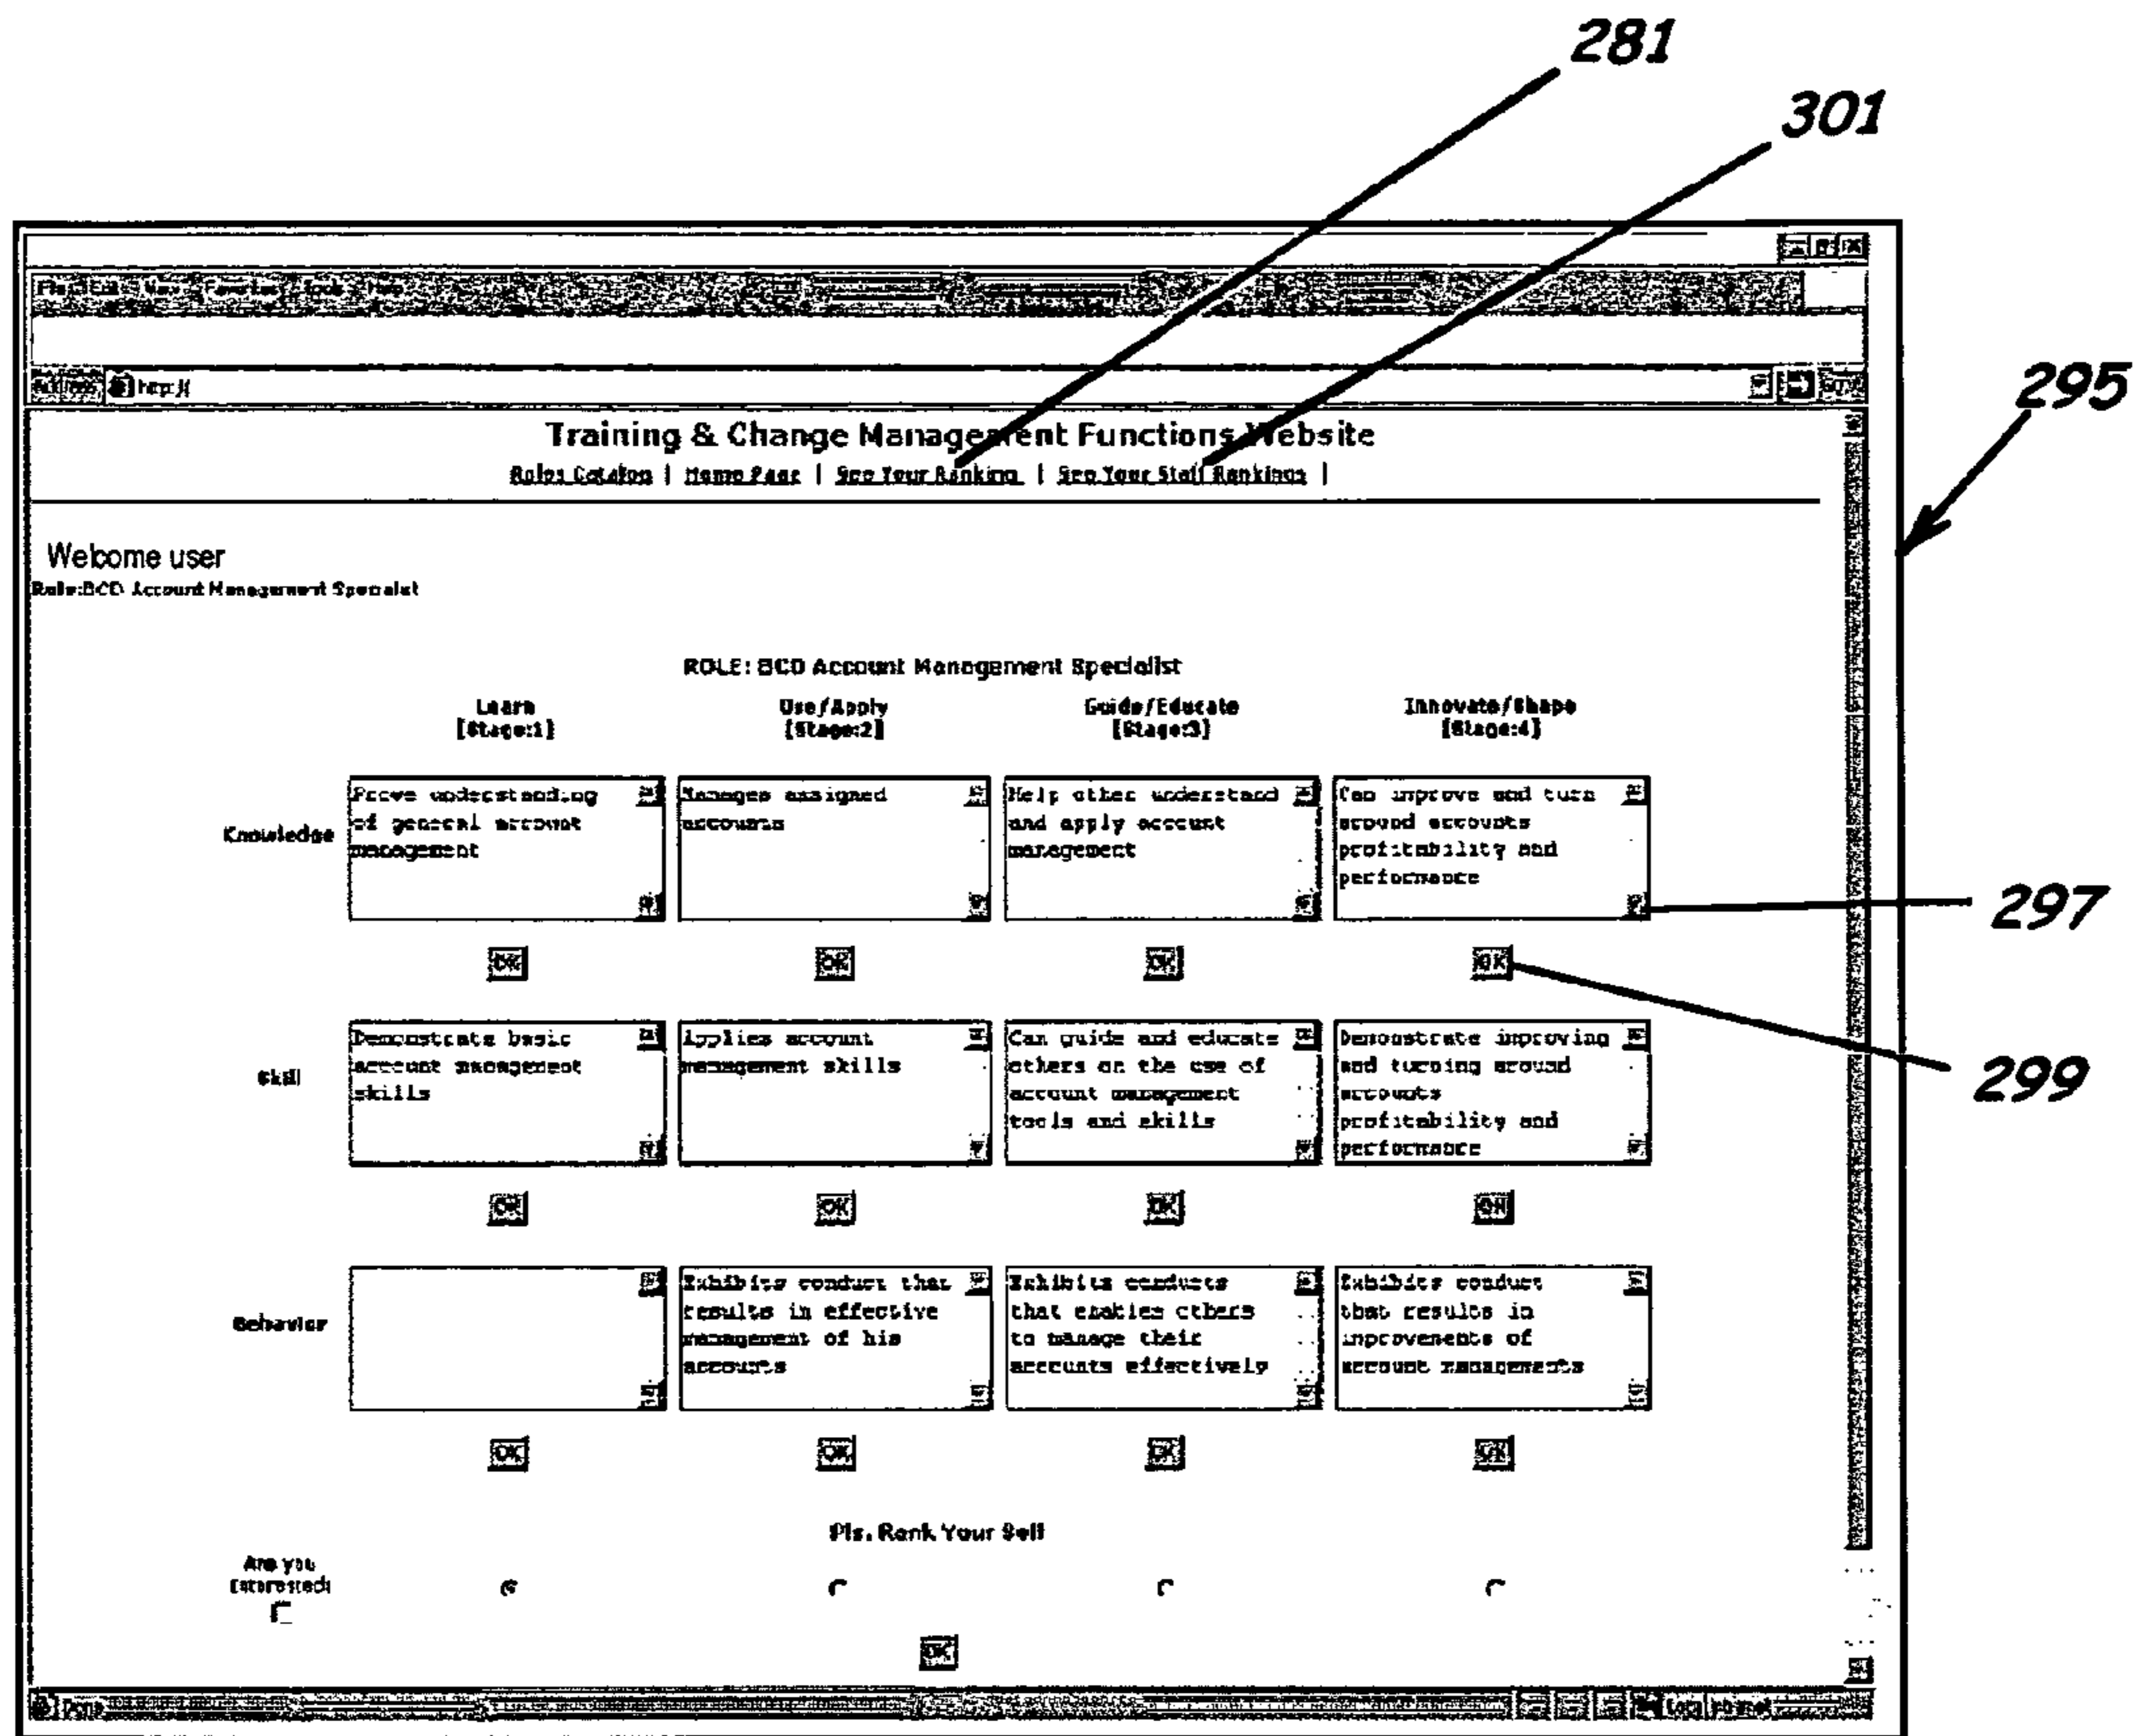 281
301
295
http://
Training & Change Management Functions Website
Roles Catalog | Home Page | See Your Ranking | See Your Staff Rankings |
Welcome user
Role:BCD Account Management Specialist
ROLE: BCD Account Management Specialist
Learn Use/Apply Guide/Educate Innovate/Shape
[Stage:1] [Stage:2] [Stage:3] [Stage:4]
Knowledge
Prove understanding
of general account
management
Manages assigned
accounts
Help other understand
and apply account
management
Can improve and turn
around accounts
profitability and
performance
297
OK OK OK OK
299
Skill
Demonstrate basic
account management
skills
Applies account
management skills
Can guide and educate
others on the use of
account management
tools and skills
Demonstrate improving
and turning around
accounts
profitability and
performance
OK OK OK OK
Behavior
Exhibits conduct that
results in effective
management of his
accounts
Exhibits conducts
that enables others
to manage their
accounts effectively
Exhibits conduct
that results in
improvements of
account managements
OK OK OK OK
Pls. Rank Your Self
Are you
interested
OK
Done